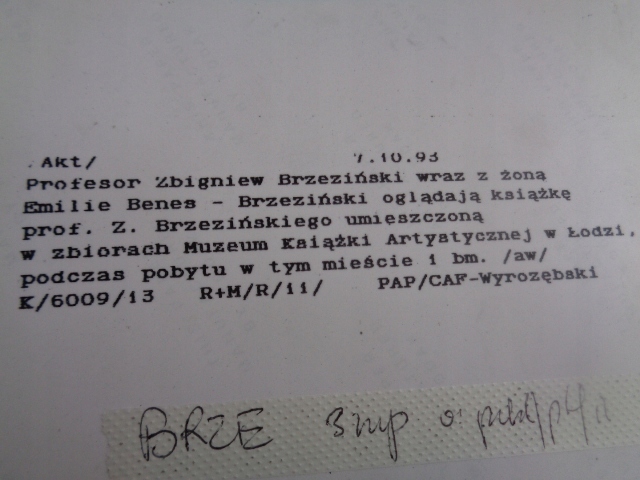 . Akt/ 7.10.93
Profesor Zbigniew Brzeziński wraz z żoną
Emilie Benes - Brzeziński oglądają książkę
prof. Z. Brzezińskiego umieszczoną
w zbiorach Muzeum Książki Artystycznej w Łodzi,
podczas pobytu w tym mieście 1 bm. /aw/
K/6009/13 R+M/R/11/ PAP/CAF-Wyrozębski
BRZE